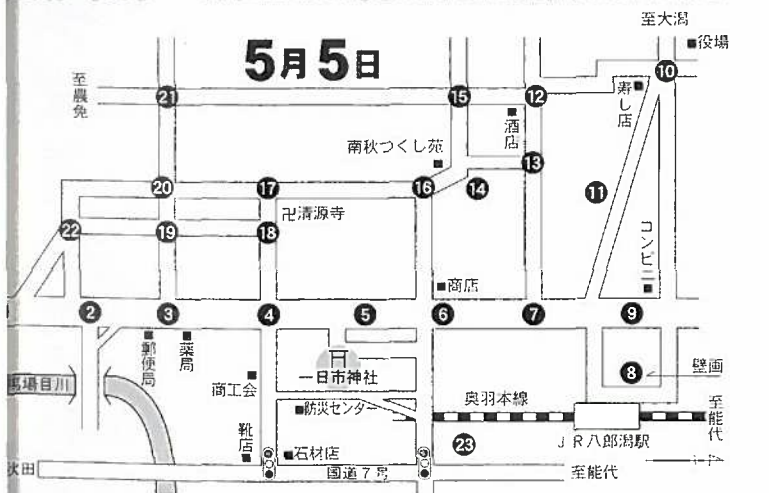 至大潟
■役場
5月5日
⑩
至農免
㉑
⑮
⑫
寿し店
酒店
南秋つくし苑
⑬
⑳
⑰
⑯
⑭
⑪
卍清源寺
㉒
⑲
⑱
コンビニ
商店
②
③
④
⑤
⑥
⑦
⑨
郵便局
薬局
一日市神社
⑧
壁画
馬場目川
商工会
奥羽本線
防災センター
至能代
靴店
㉓
JR八郎潟駅
石材店
秋田
国道7号
至能代